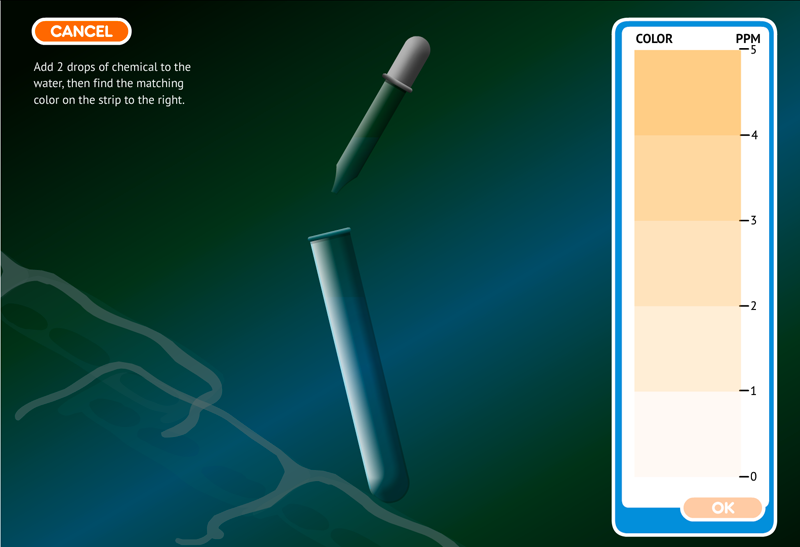 CANCEL
Add 2 drops of chemical to the
water, then find the matching
color on the strip to the right.
COLOR PPM
5
4
3
2
1
0
OK